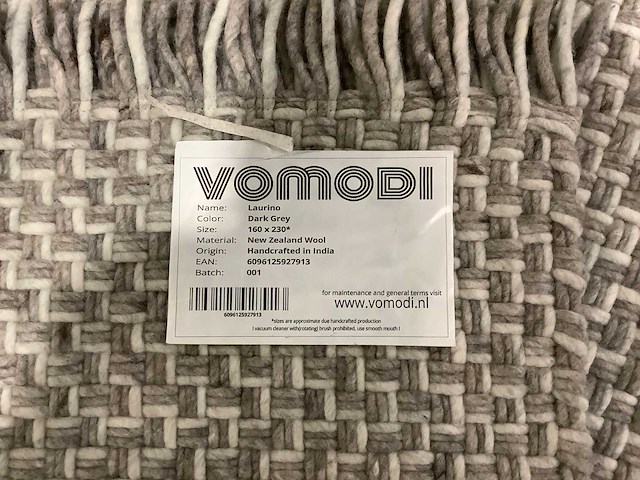 VOMODI
Name: Laurino
Color: Dark Grey
Size: 160 x 230*
Material: New Zealand Wool
Origin: Handcrafted in India
EAN: 6096125927913
Batch: 001
for maintenance and general terms visit
www.vomodi.nl
6096125927913
*sizes are approximate due handcrafted production
! vacuum cleaner with(rotating) brush prohibited, use smooth mouth !